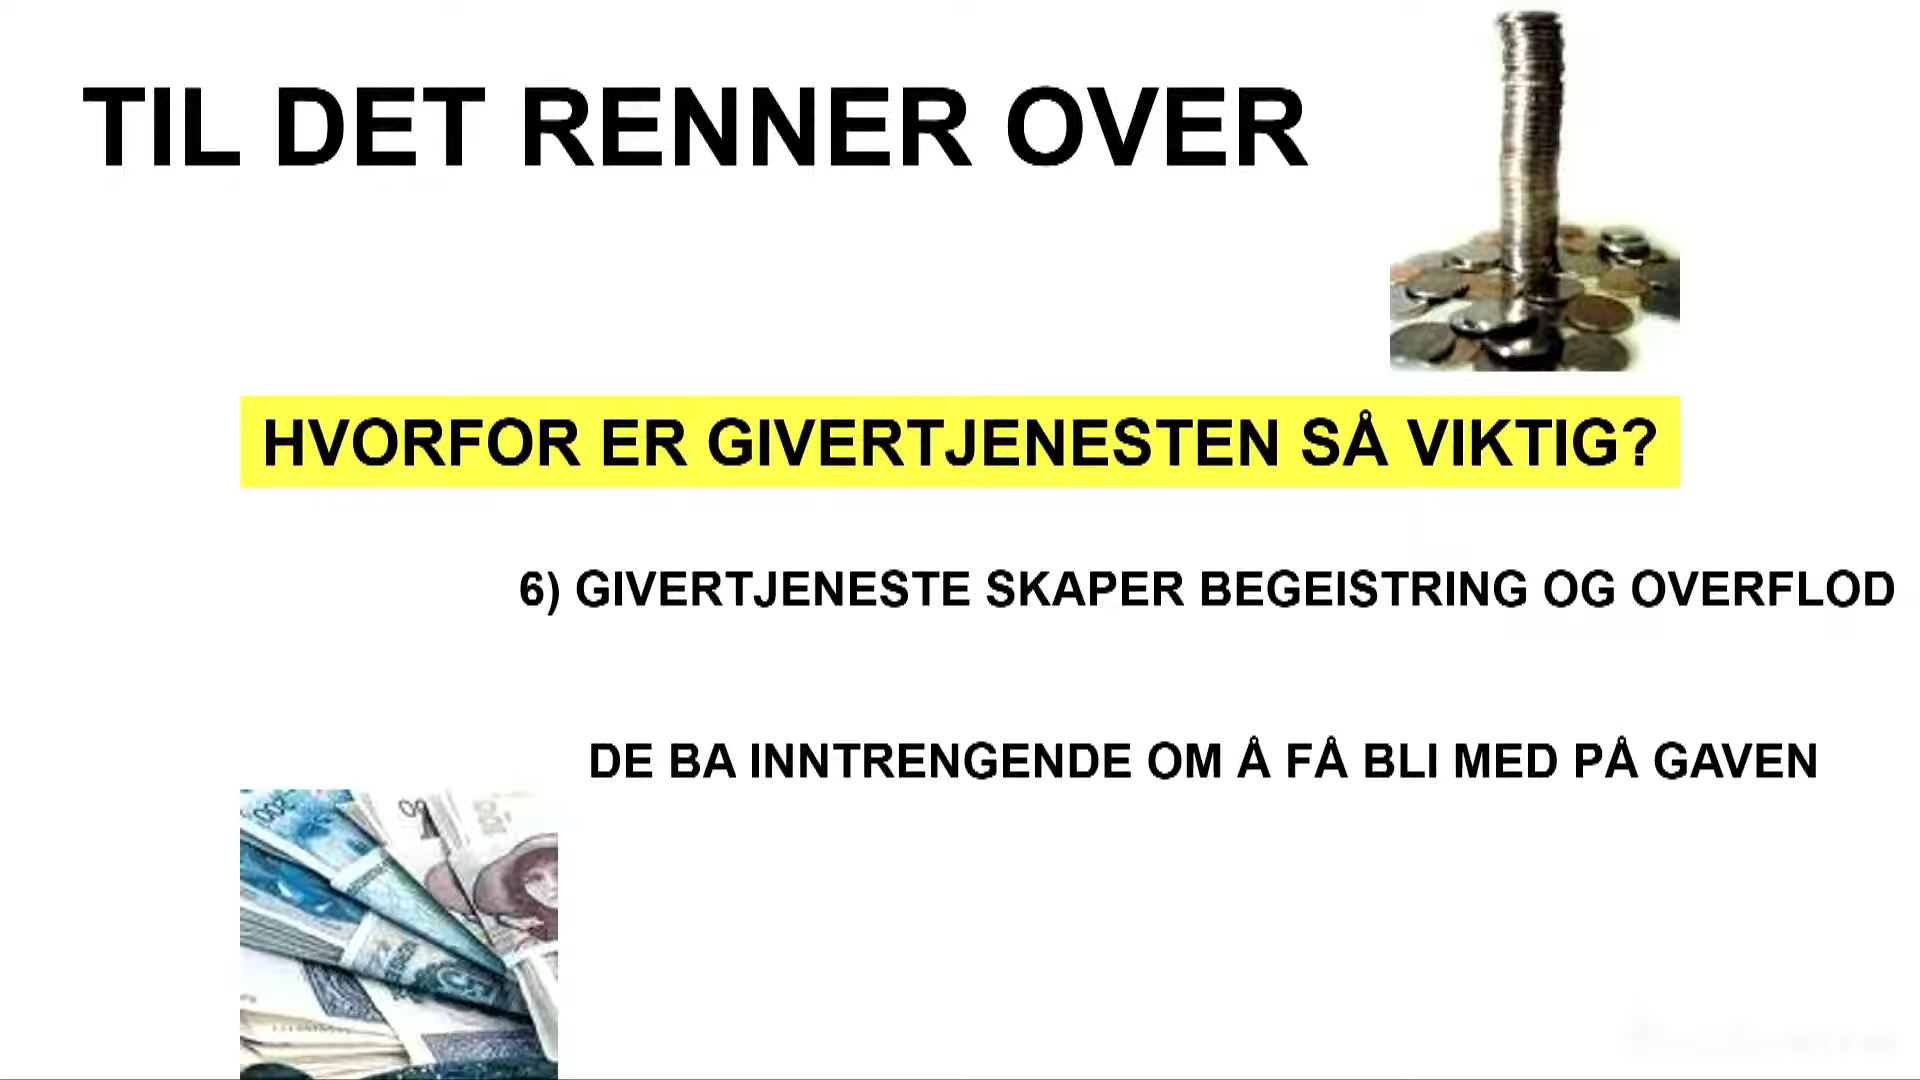 TIL DET RENNER OVER
HVORFOR ER GIVERTJENESTEN SÅ VIKTIG?
6) GIVERTJENESTE SKAPER BEGEISTRING OG OVERFLOD
DE BA INNTRENGENDE OM Å FÅ BLI MED PÅ GAVEN